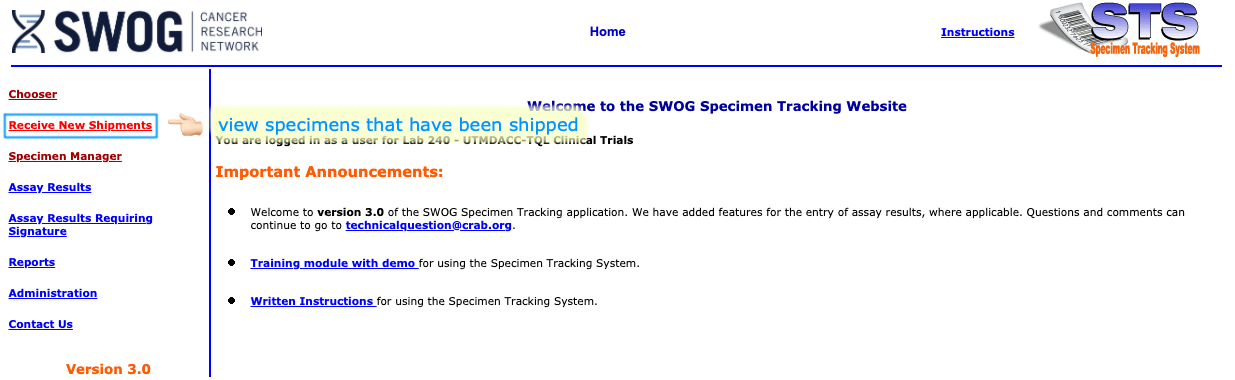 SWOG CANCER
RESEARCH
NETWORK
Home
Instructions
STS
Specimen Tracking System
Chooser
Receive New Shipments
Specimen Manager
Assay Results
Assay Results Requiring
Signature
Reports
Administration
Contact Us
Version 3.0
Welcome to the SWOG Specimen Tracking Website
view specimens that have been shipped
You are logged in as a user for Lab 240 - UTMDACC-TQL Clinical Trials
Important Announcements:
Welcome to version 3.0 of the SWOG Specimen Tracking application. We have added features for the entry of assay results, where applicable. Questions and comments can
continue to go to technicalquestion@crab.org.
Training module with demo for using the Specimen Tracking System.
Written Instructions for using the Specimen Tracking System.